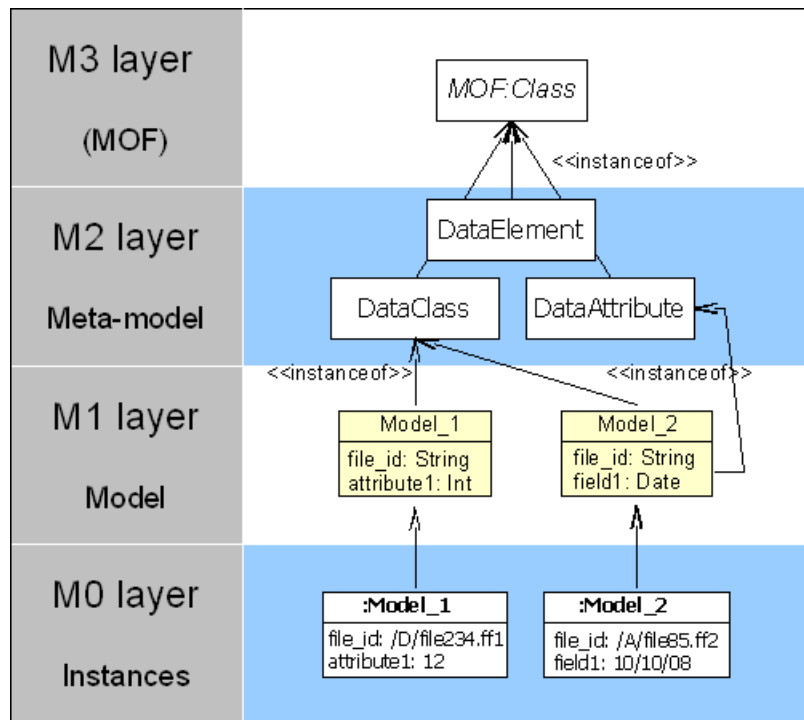 M3 layer
(MOF)
MOF:Class
<<instanceof>>
M2 layer
Meta-model
DataElement
DataClass
DataAttribute
<<instanceof>>
<<instanceof>>
M1 layer
Model
Model_1
file_id: String
attribute1: Int
Model_2
file_id: String
field1: Date
M0 layer
Instances
:Model_1
file_id: /D/file234.ff1
attribute1: 12
:Model_2
file_id: /A/file85.ff2
field1: 10/10/08